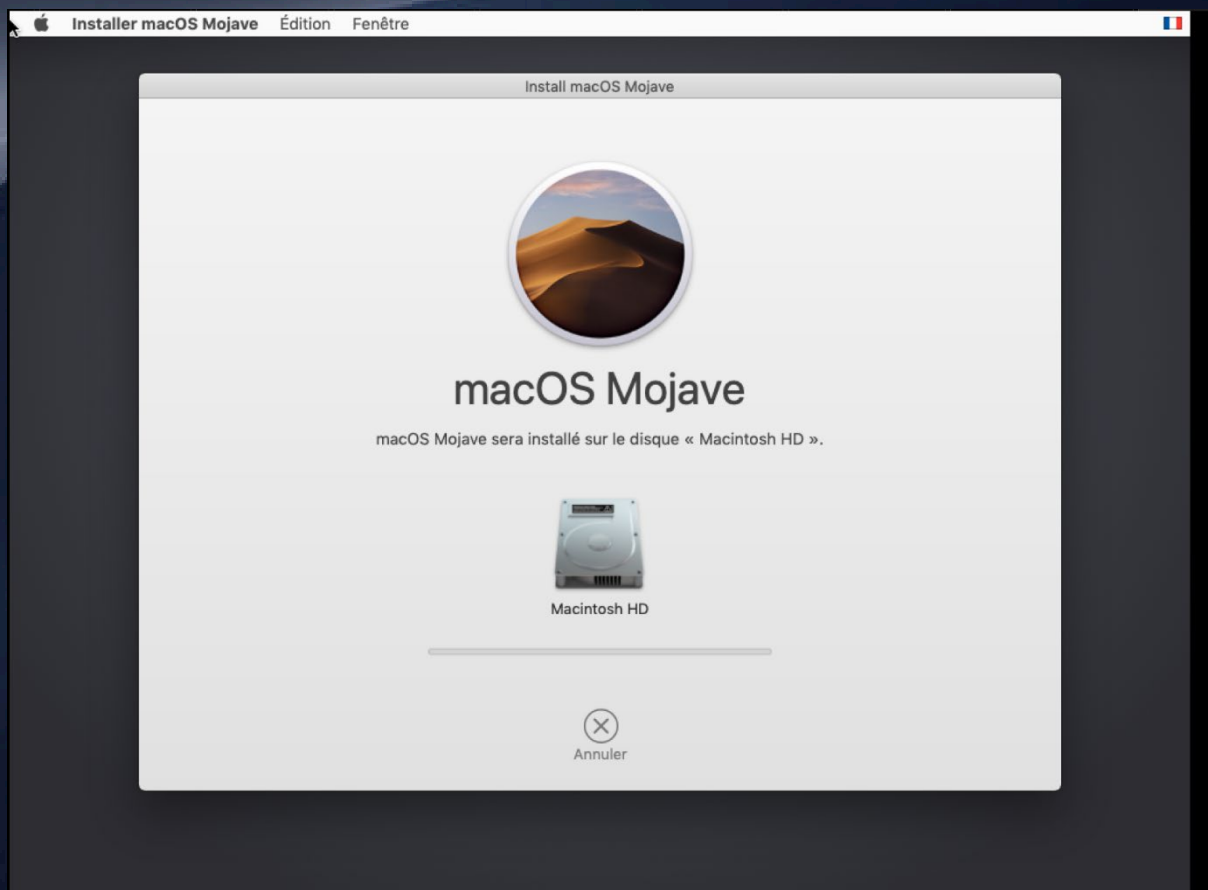 Installer macOS Mojave Édition Fenêtre
Install macOS Mojave
macOS Mojave
macOS Mojave sera installé sur le disque « Macintosh HD ».
Macintosh HD
Annuler